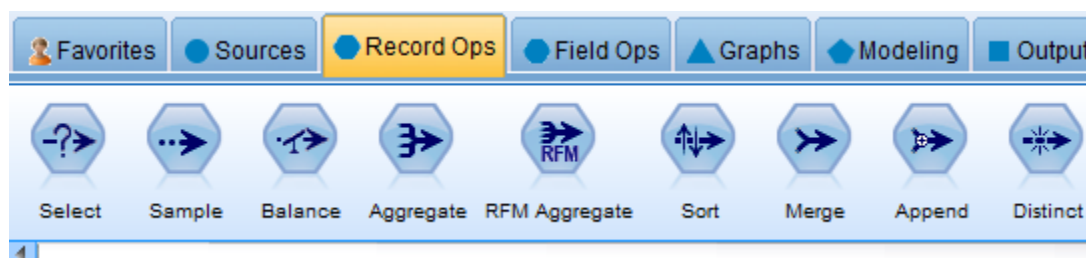 Favorites Sources Record Ops Field Ops Graphs Modeling Output
RFM
Select Sample Balance Aggregate RFM Aggregate Sort Merge Append Distinct